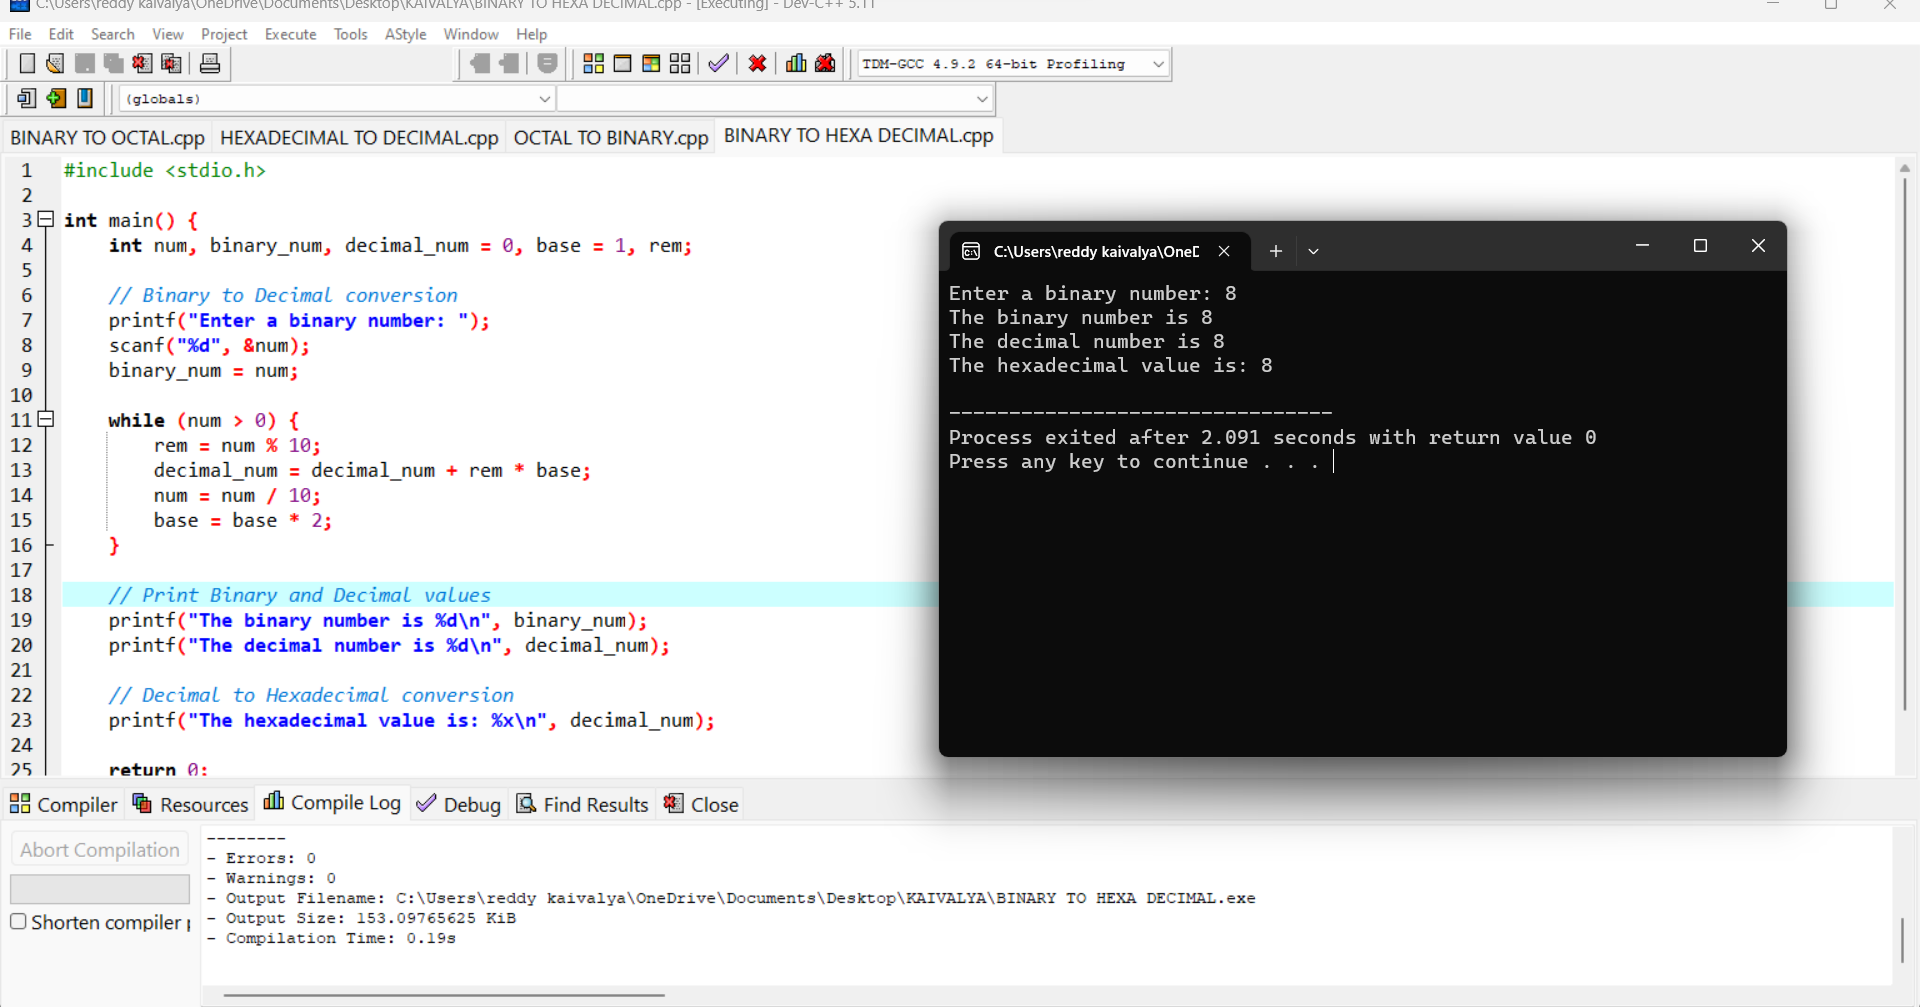 C:\Users\reddy kaivalya\OneDrive\Documents\Desktop\KAIVALYA\BINARY TO HEXA DECIMAL.cpp - [Executing] - Dev-C++ 5.11
File Edit Search View Project Execute Tools AStyle Window Help
TDM-GCC 4.9.2 64-bit Profiling
(globals)
BINARY TO OCTAL.cpp HEXADECIMAL TO DECIMAL.cpp OCTAL TO BINARY.cpp BINARY TO HEXA DECIMAL.cpp
1 #include <stdio.h>
2
3 int main() {
4 int num, binary_num, decimal_num = 0, base = 1, rem;
5
6 // Binary to Decimal conversion
7 printf("Enter a binary number: ");
8 scanf("%d", &num);
9 binary_num = num;
10
11 while (num > 0) {
12 rem = num % 10;
13 decimal_num = decimal_num + rem * base;
14 num = num / 10;
15 base = base * 2;
16 }
17
18 // Print Binary and Decimal values
19 printf("The binary number is %d\n", binary_num);
20 printf("The decimal number is %d\n", decimal_num);
21
22 // Decimal to Hexadecimal conversion
23 printf("The hexadecimal value is: %x\n", decimal_num);
24
25 return 0;
C:\Users\reddy kaivalya\OneD
Enter a binary number: 8
The binary number is 8
The decimal number is 8
The hexadecimal value is: 8
--------------------------------
Process exited after 2.091 seconds with return value 0
Press any key to continue . . .
Compiler Resources Compile Log Debug Find Results Close
Abort Compilation
Shorten compiler p
--------
- Errors: 0
- Warnings: 0
- Output Filename: C:\Users\reddy kaivalya\OneDrive\Documents\Desktop\KAIVALYA\BINARY TO HEXA DECIMAL.exe
- Output Size: 153.09765625 KiB
- Compilation Time: 0.19s